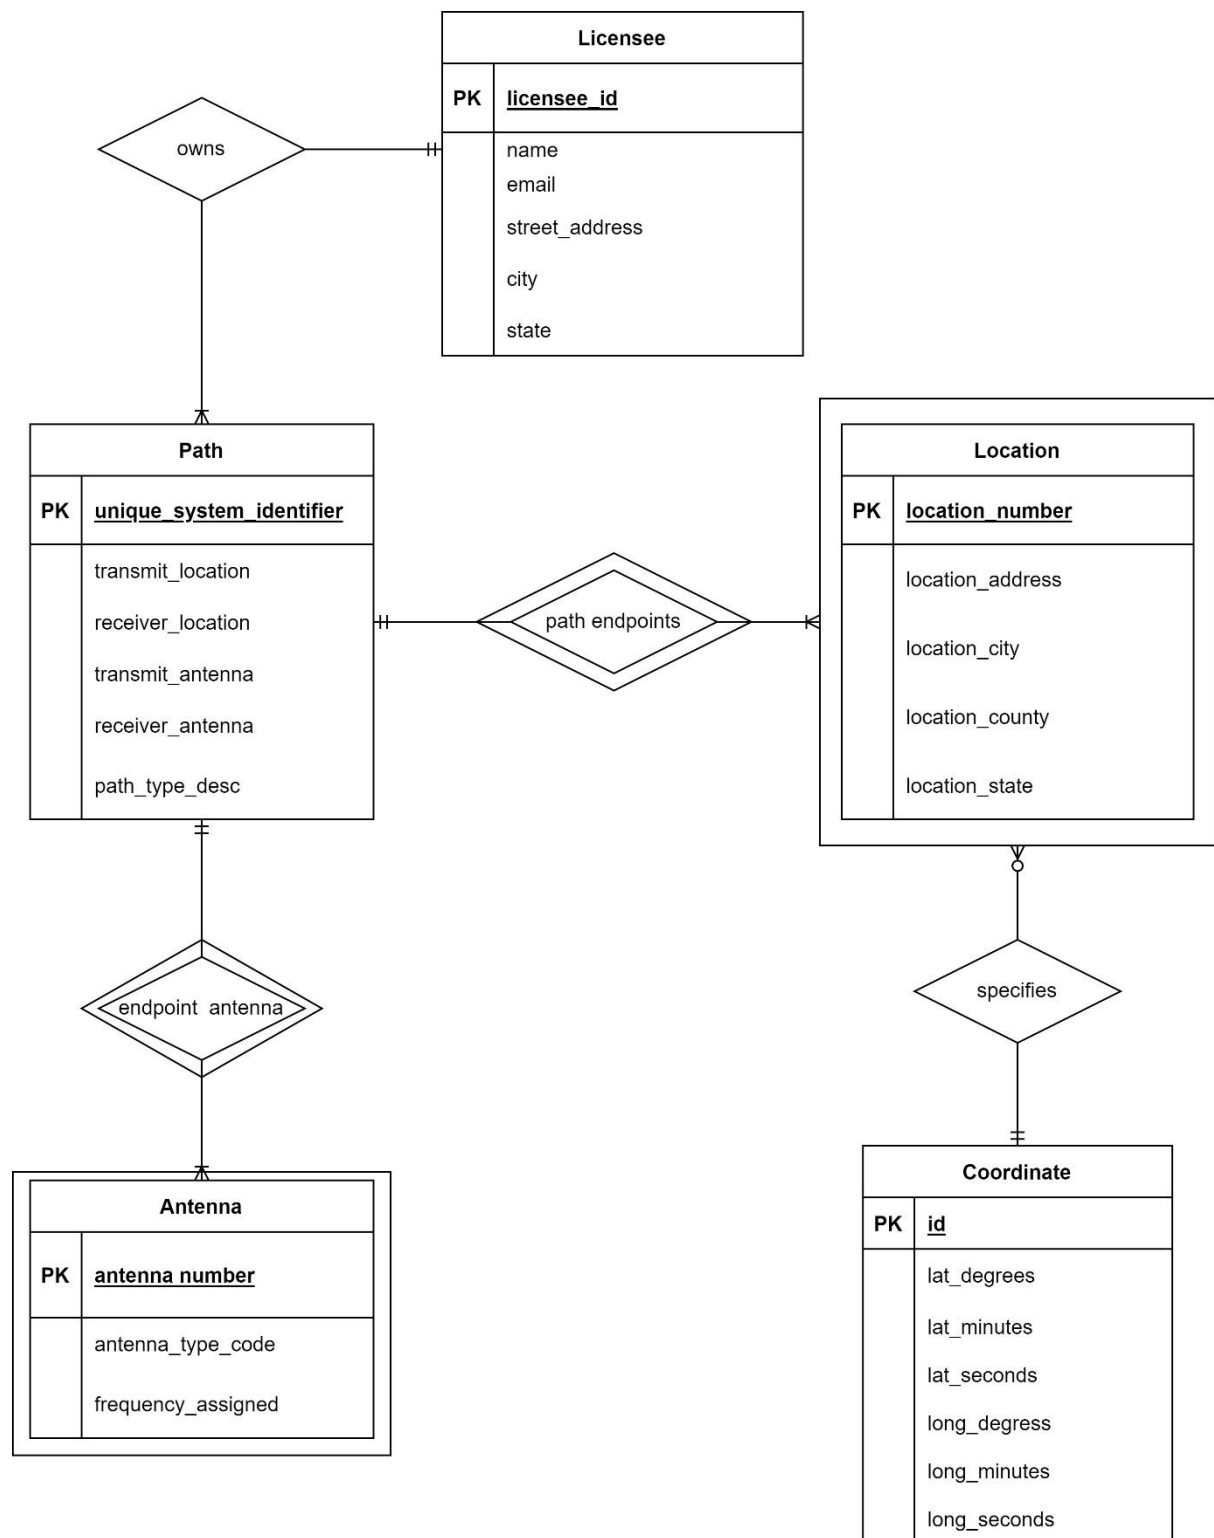 Licensee
PK licensee_id
name
email
street_address
city
state
owns
Path
PK unique_system_identifier
transmit_location
receiver_location
transmit_antenna
receiver_antenna
path_type_desc
path endpoints
Location
PK location_number
location_address
location_city
location_county
location_state
endpoint antenna
specifies
Antenna
PK antenna number
antenna_type_code
frequency_assigned
Coordinate
PK id
lat_degrees
lat_minutes
lat_seconds
long_degress
long_minutes
long_seconds